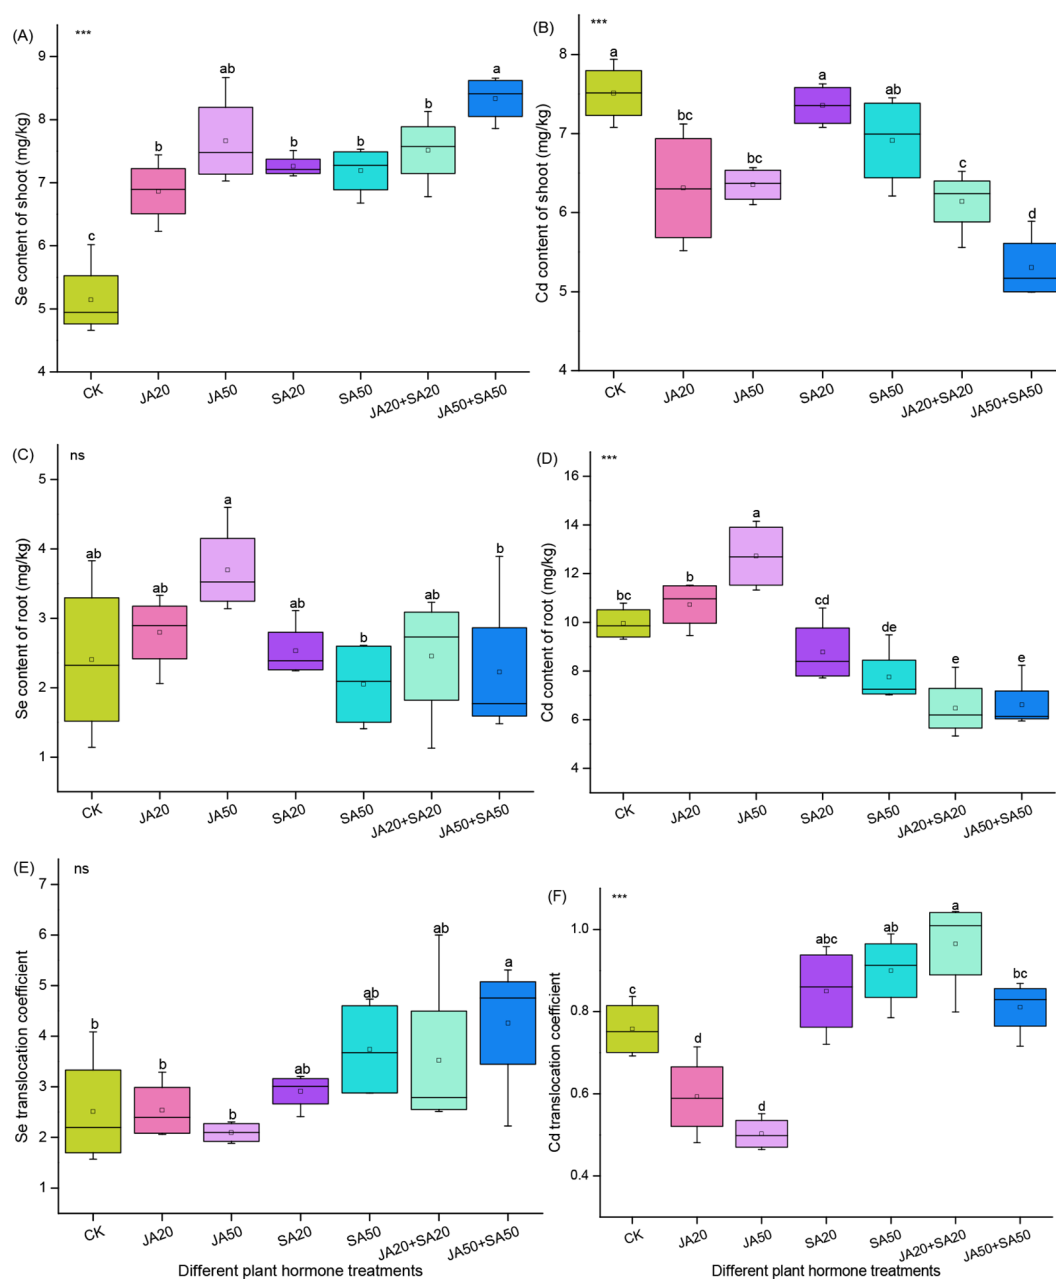 (A)
***
Se content of shoot (mg/kg)
9
8
7
6
5
4
c
b
ab
b
b
b
a
CK
JA20
JA50
SA20
SA50
JA20+SA20
JA50+SA50
(B)
***
Cd content of shoot (mg/kg)
8
7
6
5
4
a
bc
bc
a
ab
c
d
CK
JA20
JA50
SA20
SA50
JA20+SA20
JA50+SA50
(C)
ns
Se content of root (mg/kg)
5
4
3
2
1
ab
ab
a
ab
b
ab
b
CK
JA20
JA50
SA20
SA50
JA20+SA20
JA50+SA50
(D)
***
Cd content of root (mg/kg)
16
14
12
10
8
6
4
bc
b
a
cd
de
e
e
CK
JA20
JA50
SA20
SA50
JA20+SA20
JA50+SA50
(E)
ns
Se translocation coefficient
7
6
5
4
3
2
1
b
b
b
ab
ab
ab
a
CK
JA20
JA50
SA20
SA50
JA20+SA20
JA50+SA50
Different plant hormone treatments
(F)
***
Cd translocation coefficient
1.0
0.8
0.6
0.4
c
d
d
abc
ab
a
bc
CK
JA20
JA50
SA20
SA50
JA20+SA20
JA50+SA50
Different plant hormone treatments